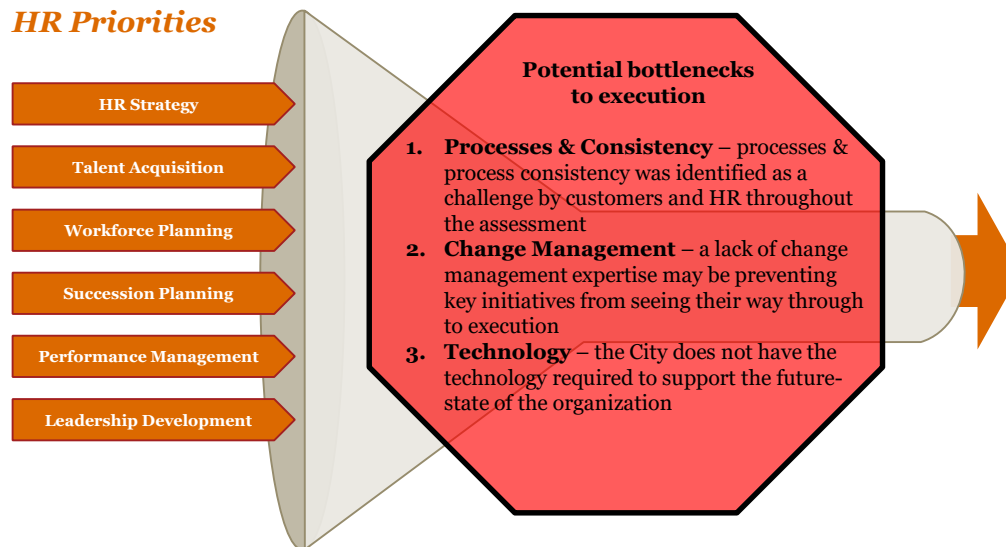 HR Priorities
HR Strategy
Talent Acquisition
Workforce Planning
Succession Planning
Performance Management
Leadership Development
Potential bottlenecks
to execution
1. Processes & Consistency – processes &
process consistency was identified as a
challenge by customers and HR throughout
the assessment
2. Change Management – a lack of change
management expertise may be preventing
key initiatives from seeing their way through
to execution
3. Technology – the City does not have the
technology required to support the future-
state of the organization